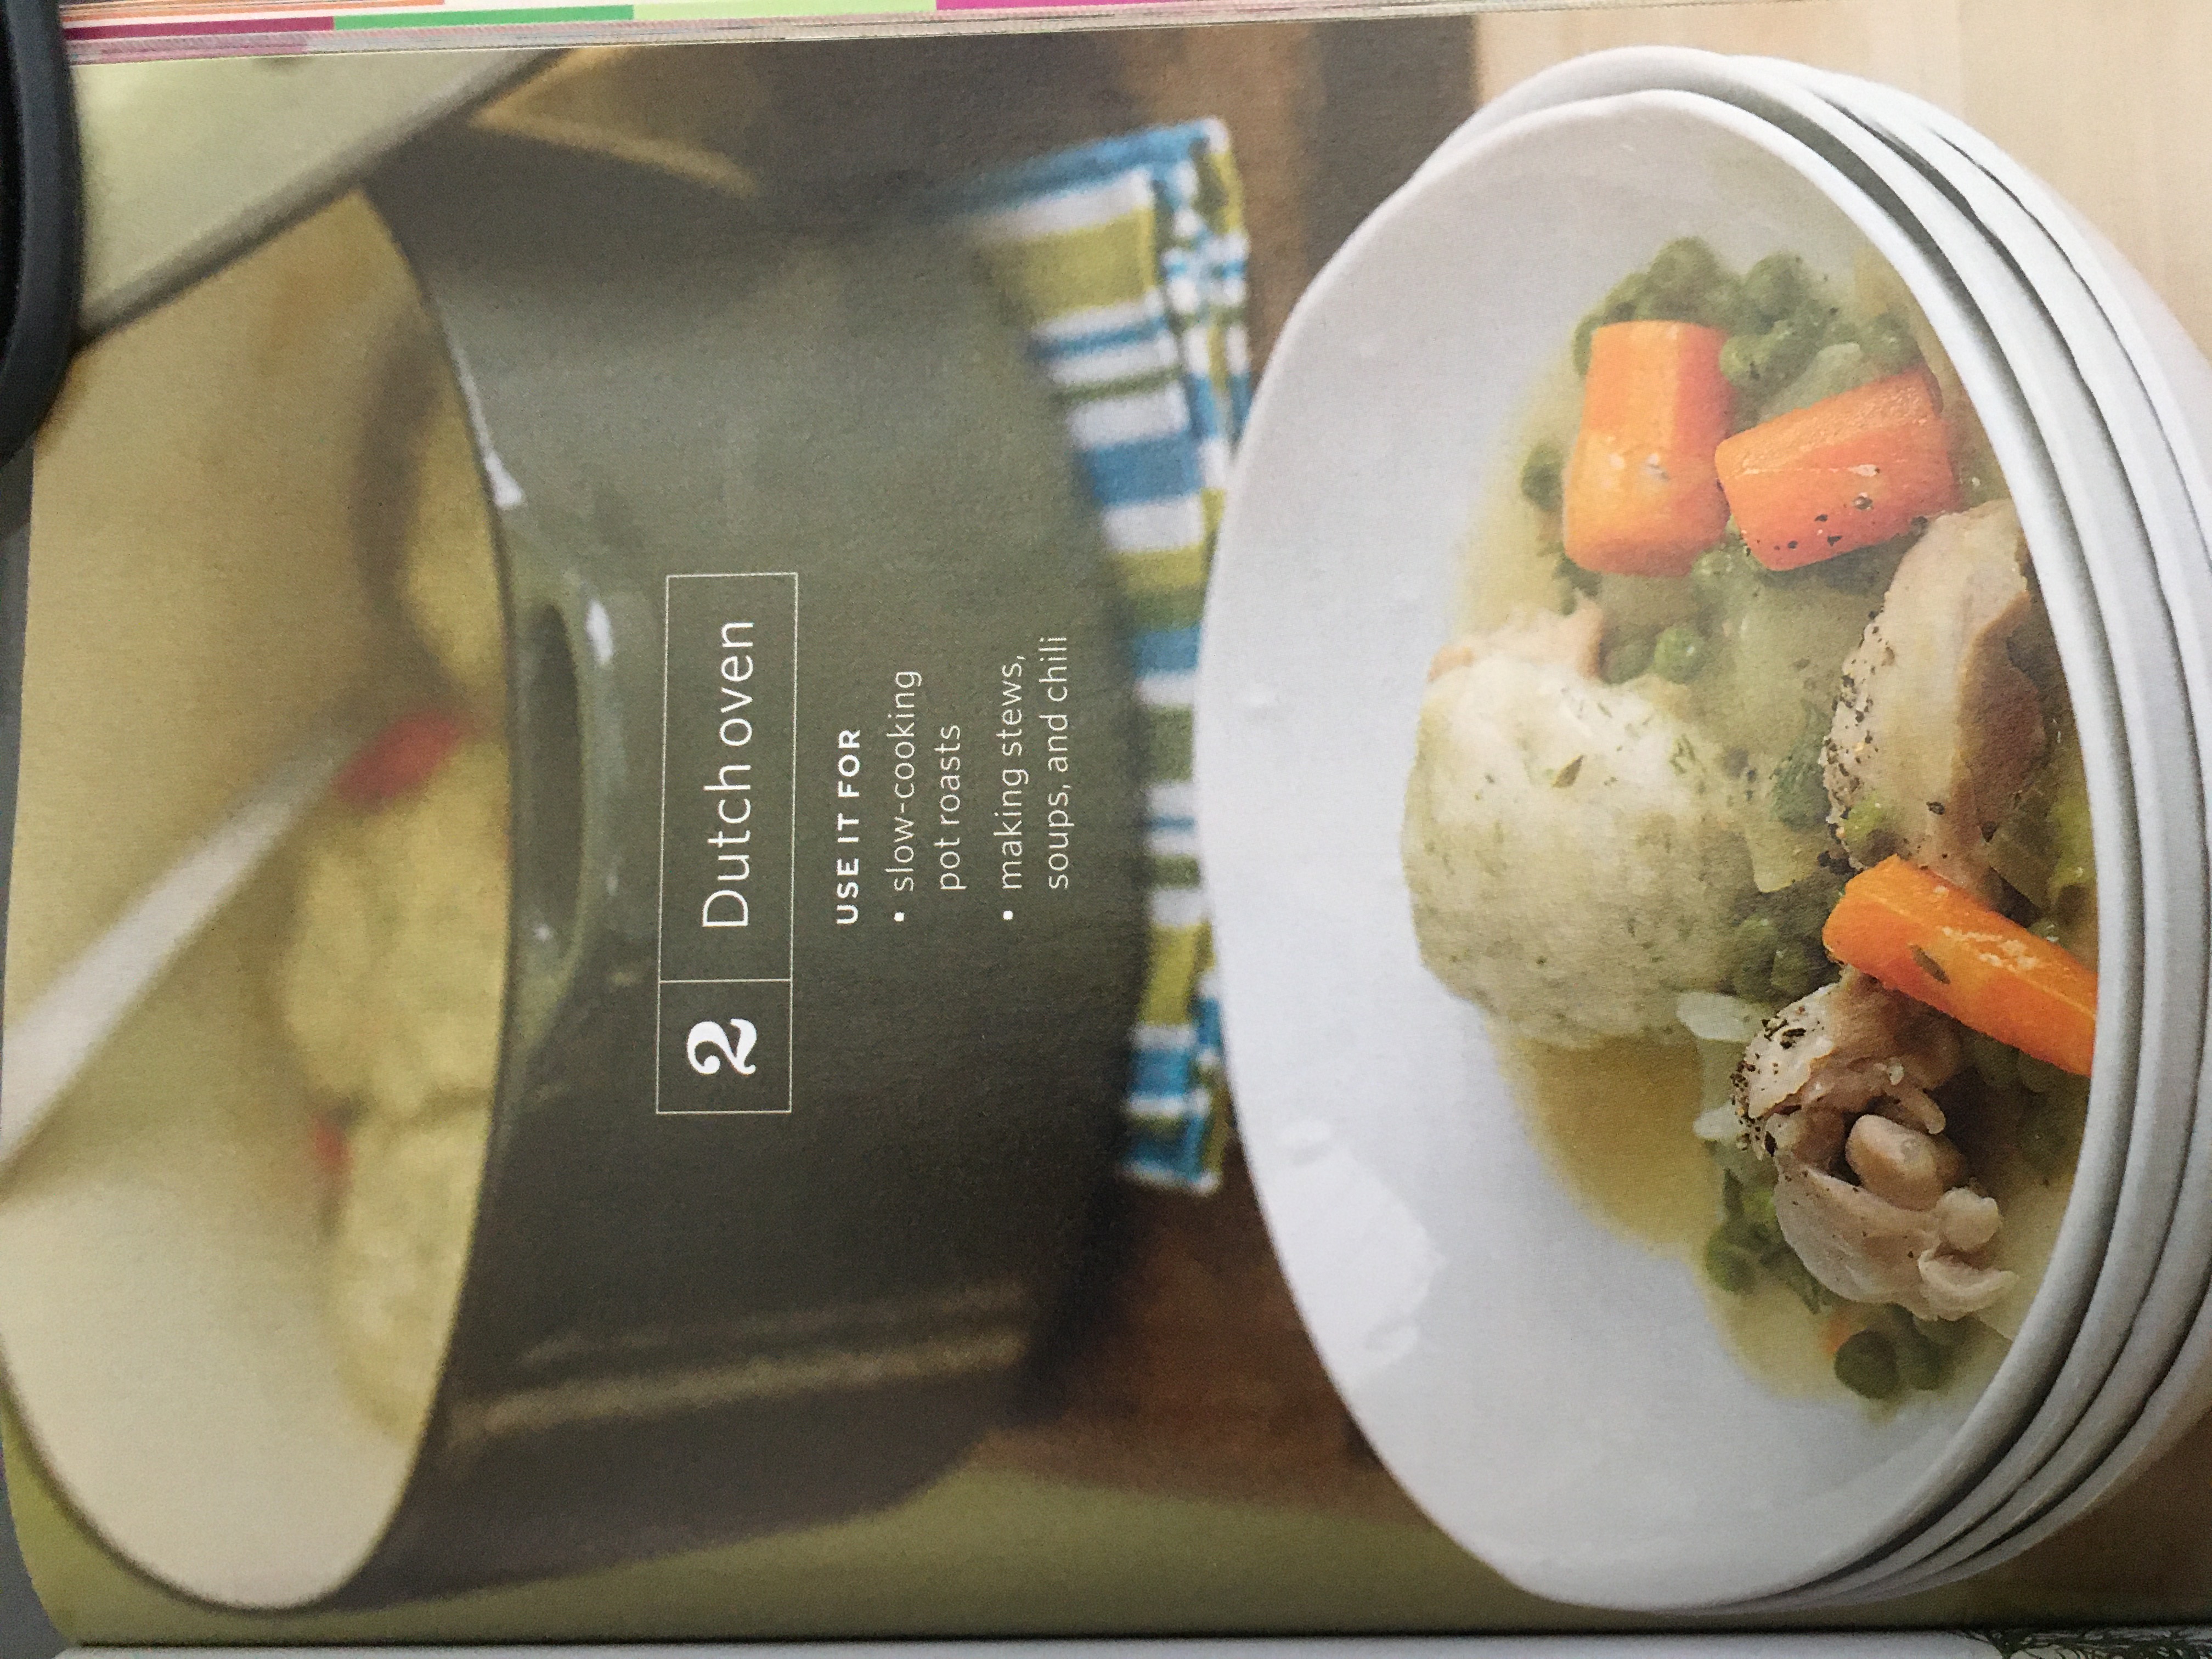 2 Dutch oven
USE IT FOR
• slow-cooking
pot roasts
• making stews,
soups, and chili